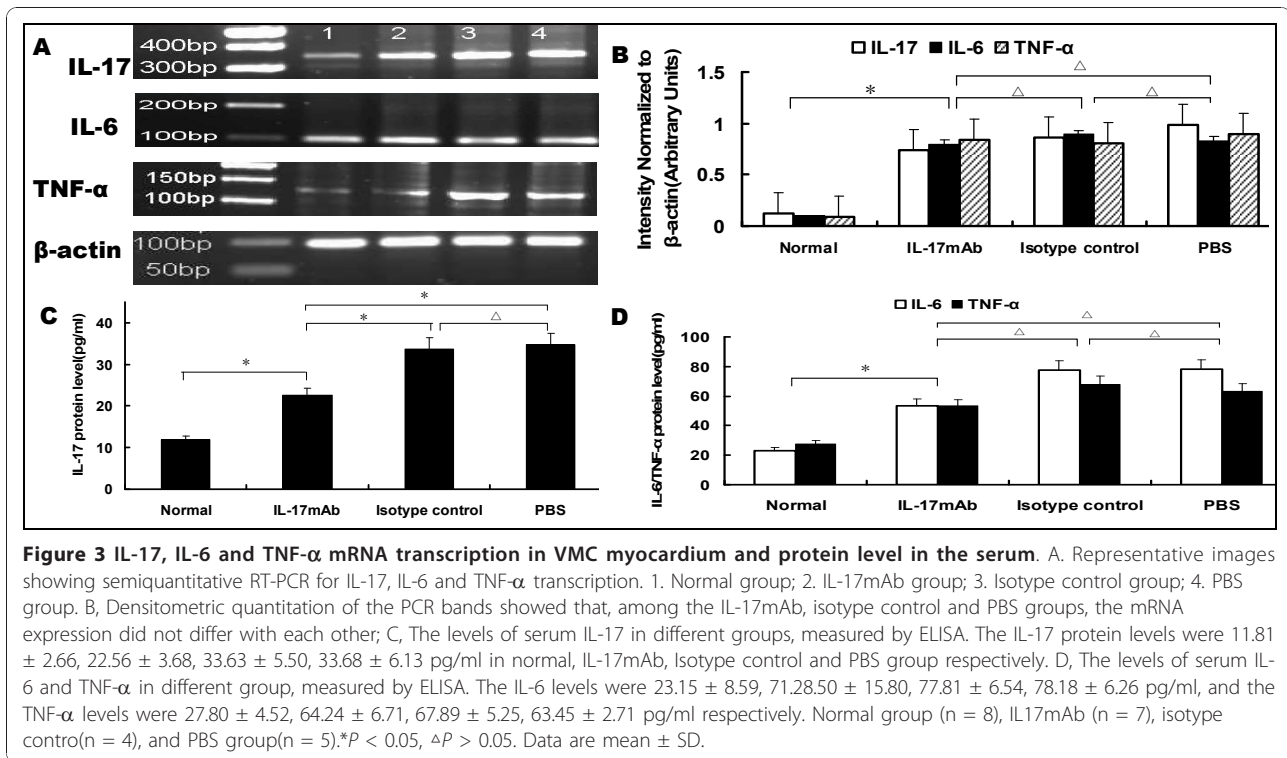 A
1 2 3 4
400bp
IL-17
300bp
200bp
IL-6
100bp
150bp
TNF-α
100bp
β-actin
100bp
50bp
B
IL-17 IL-6 TNF-α
Intensity Normalized to
β-actin(Arbitrary Units)
1.5
1
0.5
0
* △ △ △
Normal IL-17mAb Isotype control PBS
C
IL-17 protein level(pg/ml)
40
30
20
10
0
* * * △
Normal IL-17mAb Isotype control PBS
D
IL-6 TNF-α
IL-6/TNF-α protein level(pg/ml)
100
80
60
40
20
0
* △ △ △
Normal IL-17mAb Isotype control PBS
Figure 3 IL-17, IL-6 and TNF-α mRNA transcription in VMC myocardium and protein level in the serum. A. Representative images
showing semiquantitative RT-PCR for IL-17, IL-6 and TNF-α transcription. 1. Normal group; 2. IL-17mAb group; 3. Isotype control group; 4. PBS
group. B, Densitometric quantitation of the PCR bands showed that, among the IL-17mAb, isotype control and PBS groups, the mRNA
expression did not differ with each other; C, The levels of serum IL-17 in different groups, measured by ELISA. The IL-17 protein levels were 11.81
± 2.66, 22.56 ± 3.68, 33.63 ± 5.50, 33.68 ± 6.13 pg/ml in normal, IL-17mAb, Isotype control and PBS group respectively. D, The levels of serum IL-
6 and TNF-α in different group, measured by ELISA. The IL-6 levels were 23.15 ± 8.59, 71.28.50 ± 15.80, 77.81 ± 6.54, 78.18 ± 6.26 pg/ml, and the
TNF-α levels were 27.80 ± 4.52, 64.24 ± 6.71, 67.89 ± 5.25, 63.45 ± 2.71 pg/ml respectively. Normal group (n = 8), IL17mAb (n = 7), isotype
contro(n = 4), and PBS group(n = 5).*P < 0.05, △P > 0.05. Data are mean ± SD.